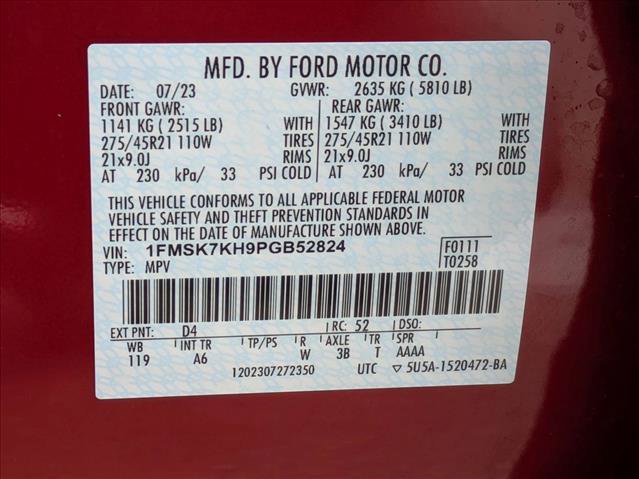 MFD. BY FORD MOTOR CO.
DATE: 07/23 GVWR: 2635 KG ( 5810 LB)
FRONT GAWR: REAR GAWR:
1141 KG ( 2515 LB) WITH 1547 KG ( 3410 LB) WITH
275/45R21 110W TIRES 275/45R21 110W TIRES
21x9.0J RIMS 21x9.0J RIMS
AT 230 kPa/ 33 PSI COLD AT 230 kPa/ 33 PSI COLD
THIS VEHICLE CONFORMS TO ALL APPLICABLE FEDERAL MOTOR
VEHICLE SAFETY AND THEFT PREVENTION STANDARDS IN
EFFECT ON THE DATE OF MANUFACTURE SHOWN ABOVE.
VIN: 1FMSK7KH9PGB52824 F0111
TYPE: MPV T0258
EXT PNT: D4 RC: 52 DSO:
WB INT TR TP/PS R AXLE TR SPR
119 A6 W 3B T AAAA
1202307272350 UTC ▽ 5U5A-1520472-BA